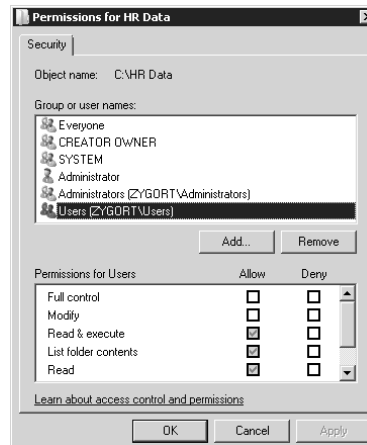 Permissions for HR Data
Security
Object name: C:\HR Data
Group or user names:
Everyone
CREATOR OWNER
SYSTEM
Administrator
Administrators (ZYGORT\Administrators)
Users (ZYGORT\Users)
Add... Remove
Permissions for Users Allow Deny
Full control
Modify
Read & execute
List folder contents
Read
Learn about access control and permissions
OK Cancel Apply